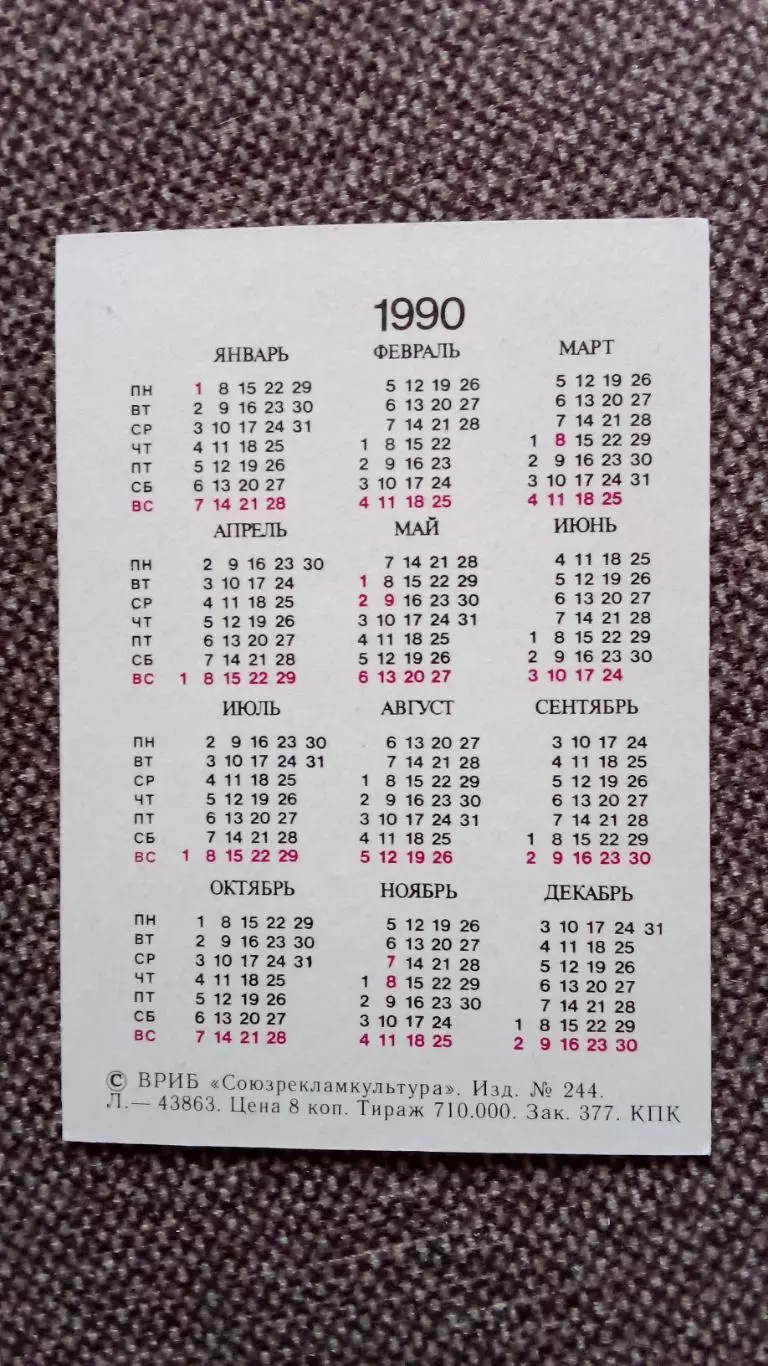 1990
ЯНВАРЬ ФЕВРАЛЬ МАРТ
ПН 1 8 15 22 29 5 12 19 26 5 12 19 26
ВТ 2 9 16 23 30 6 13 20 27 6 13 20 27
СР 3 10 17 24 31 7 14 21 28 7 14 21 28
ЧТ 4 11 18 25 1 8 15 22 1 8 15 22 29
ПТ 5 12 19 26 2 9 16 23 2 9 16 23 30
СБ 6 13 20 27 3 10 17 24 3 10 17 24 31
ВС 7 14 21 28 4 11 18 25 4 11 18 25
АПРЕЛЬ МАЙ ИЮНЬ
ПН 2 9 16 23 30 7 14 21 28 4 11 18 25
ВТ 3 10 17 24 1 8 15 22 29 5 12 19 26
СР 4 11 18 25 2 9 16 23 30 6 13 20 27
ЧТ 5 12 19 26 3 10 17 24 31 7 14 21 28
ПТ 6 13 20 27 4 11 18 25 1 8 15 22 29
СБ 7 14 21 28 5 12 19 26 2 9 16 23 30
ВС 1 8 15 22 29 6 13 20 27 3 10 17 24
ИЮЛЬ АВГУСТ СЕНТЯБРЬ
ПН 2 9 16 23 30 6 13 20 27 3 10 17 24
ВТ 3 10 17 24 31 7 14 21 28 4 11 18 25
СР 4 11 18 25 1 8 15 22 29 5 12 19 26
ЧТ 5 12 19 26 2 9 16 23 30 6 13 20 27
ПТ 6 13 20 27 3 10 17 24 31 7 14 21 28
СБ 7 14 21 28 4 11 18 25 1 8 15 22 29
ВС 1 8 15 22 29 5 12 19 26 2 9 16 23 30
ОКТЯБРЬ НОЯБРЬ ДЕКАБРЬ
ПН 1 8 15 22 29 5 12 19 26 3 10 17 24 31
ВТ 2 9 16 23 30 6 13 20 27 4 11 18 25
СР 3 10 17 24 31 7 14 21 28 5 12 19 26
ЧТ 4 11 18 25 1 8 15 22 29 6 13 20 27
ПТ 5 12 19 26 2 9 16 23 30 7 14 21 28
СБ 6 13 20 27 3 10 17 24 1 8 15 22 29
ВС 7 14 21 28 4 11 18 25 2 9 16 23 30
© ВРИБ «Союзрекламкультура». Изд. № 244.
Л.— 43863. Цена 8 коп. Тираж 710.000. Зак. 377. КПК